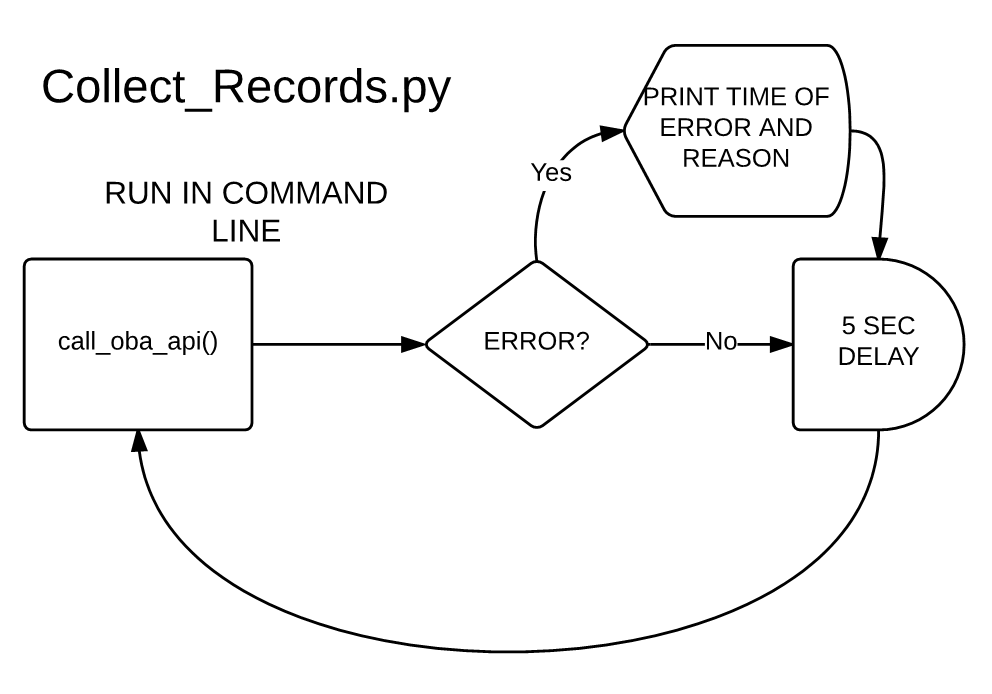 Collect_Records.py
RUN IN COMMAND
LINE
call_oba_api()
ERROR?
Yes
PRINT TIME OF
ERROR AND
REASON
No
5 SEC
DELAY